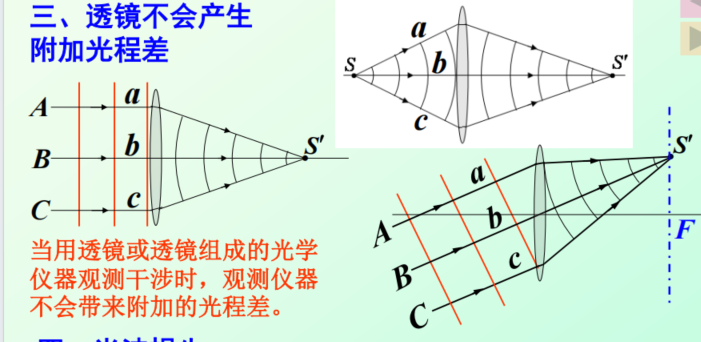 三、透镜不会产生
附加光程差
a
S
b
S'
c
A
a
B
b
S'
C
c
a
S'
A
b
F
B
c
C
当用透镜或透镜组成的光学
仪器观测干涉时，观测仪器
不会带来附加的光程差。